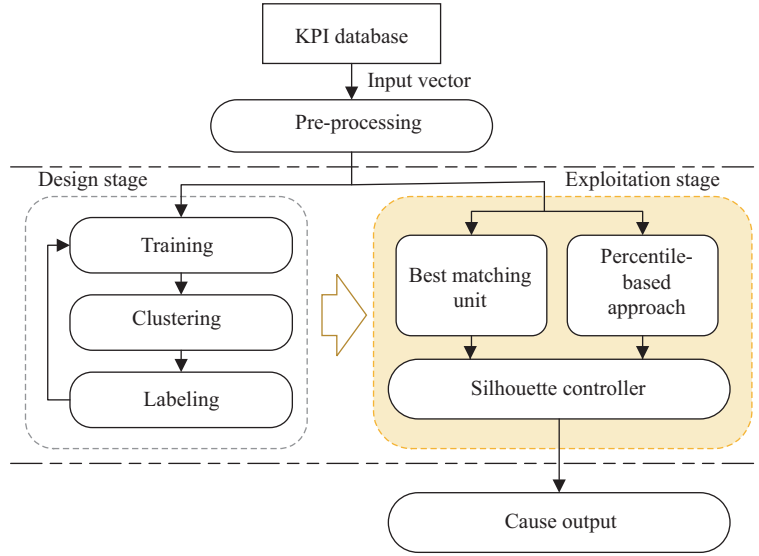 KPI database
Input vector
Pre-processing
Design stage
Exploitation stage
Training
Clustering
Labeling
Best matching
unit
Percentile-
based
approach
Silhouette controller
Cause output